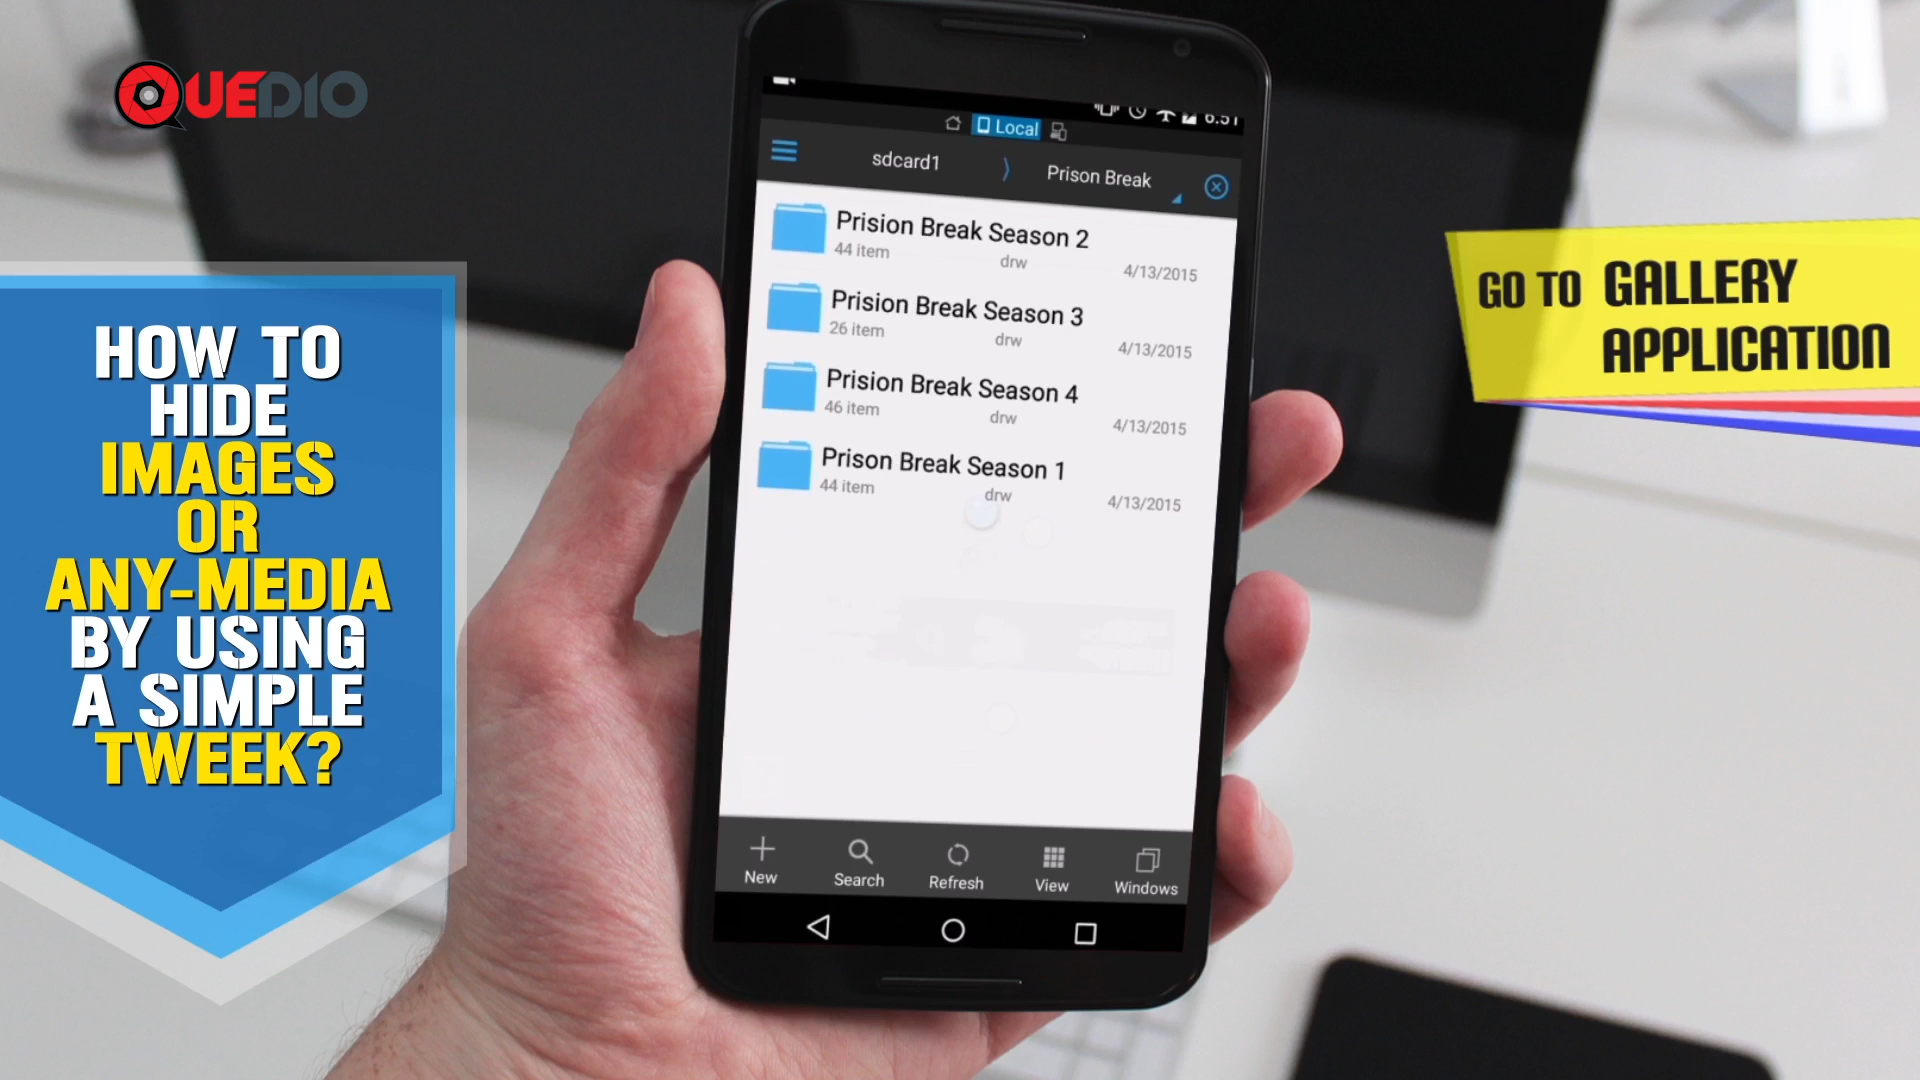 QUEDIO
HOW TO
HIDE
IMAGES
OR
ANY-MEDIA
BY USING
A SIMPLE
TWEEK?
6:51
Local
sdcard1
Prison Break
Prision Break Season 2
44 item
drw
4/13/2015
Prision Break Season 3
26 item
drw
4/13/2015
Prision Break Season 4
46 item
drw
4/13/2015
Prison Break Season 1
44 item
drw
4/13/2015
New
Search
Refresh
View
Windows
GO TO GALLERY
APPLICATION